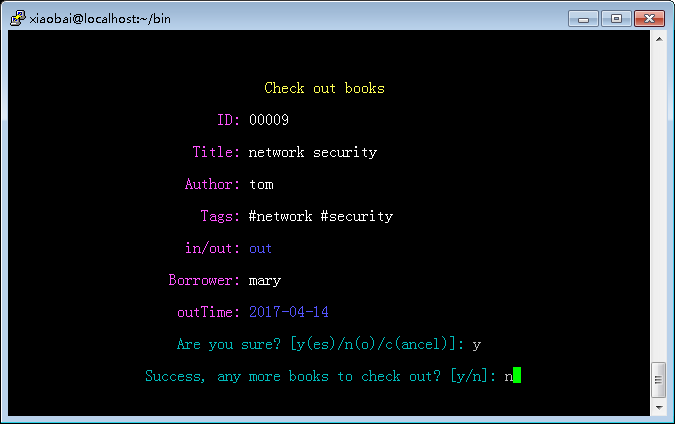 xiaobai@localhost:~/bin
Check out books
ID: 00009
Title: network security
Author: tom
Tags: #network #security
in/out: out
Borrower: mary
outTime: 2017-04-14
Are you sure? [y(es)/n(o)/c(ancel)]: y
Success, any more books to check out? [y/n]: n